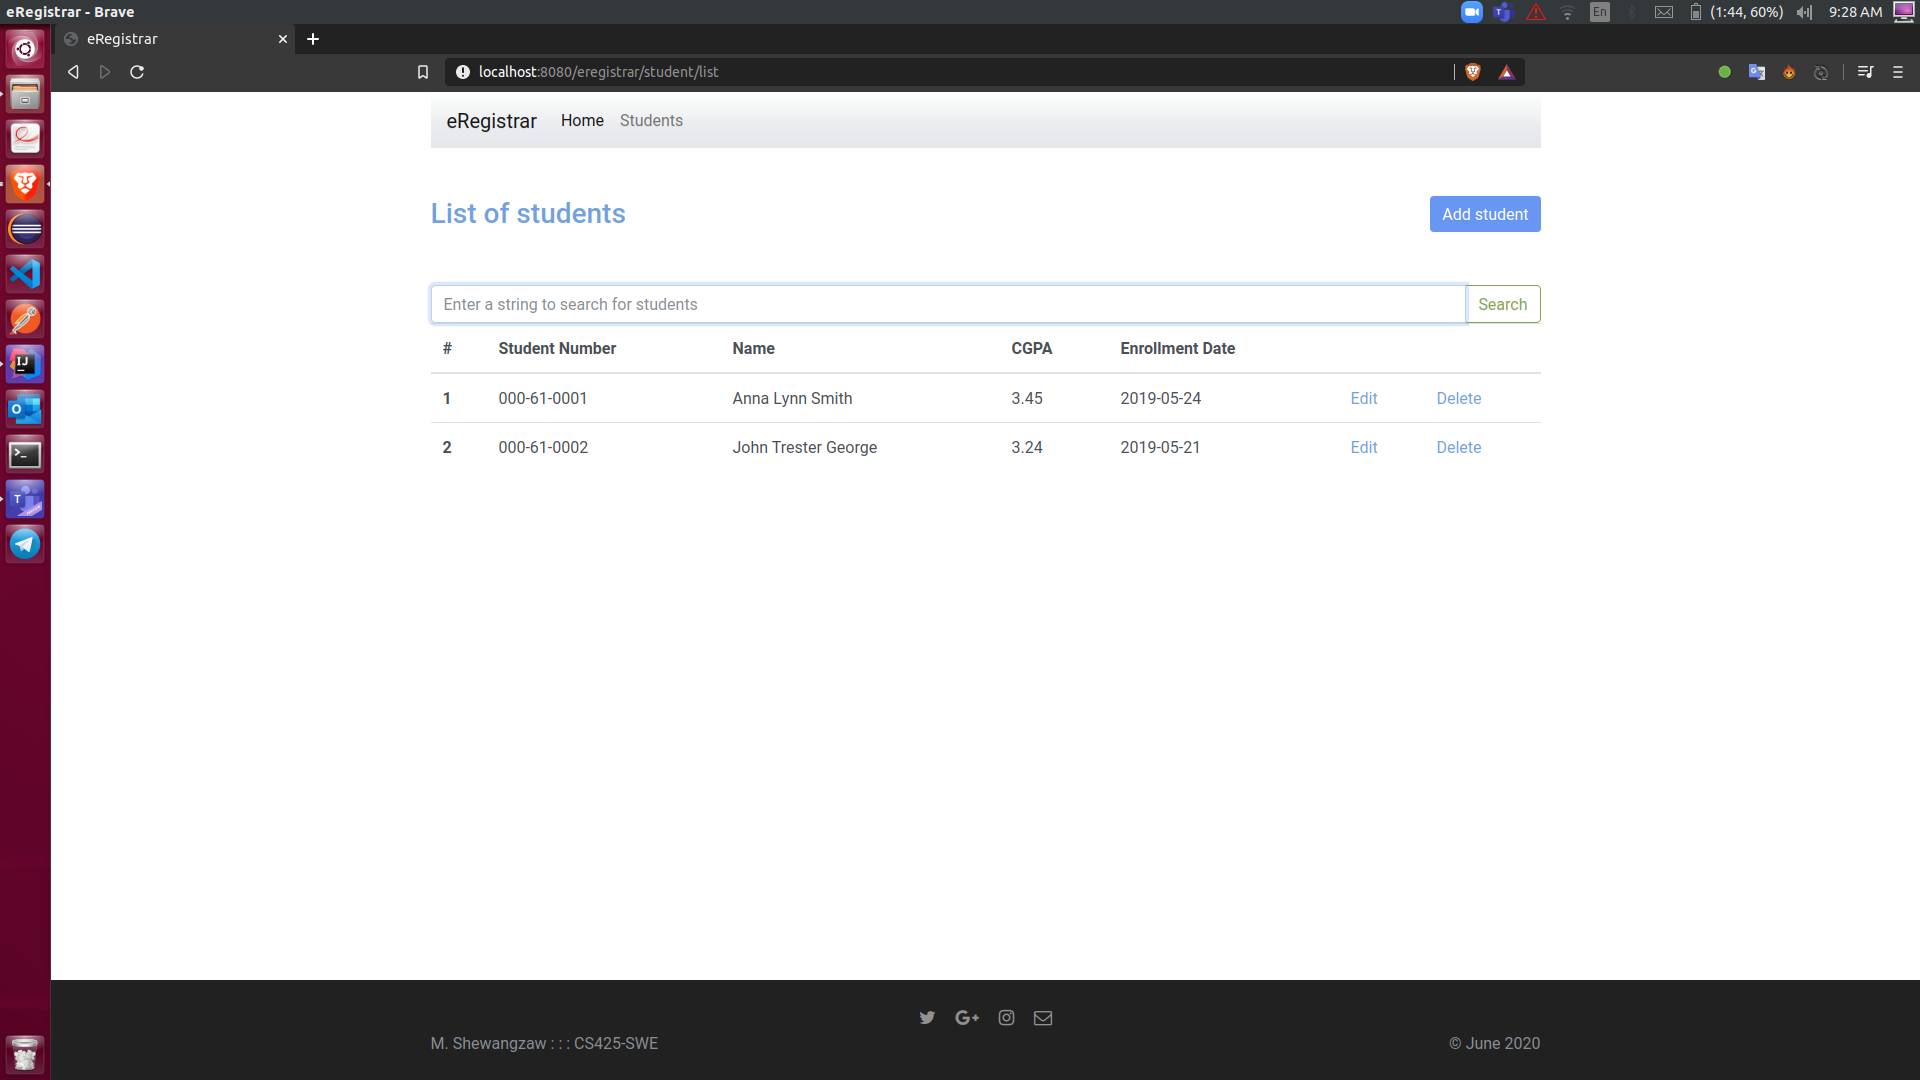 eRegistrar - Brave
En
(1:44, 60%)
9:28 AM
eRegistrar
localhost:8080/eregistrar/student/list
eRegistrar Home Students
List of students
Add student
Enter a string to search for students
Search
# Student Number Name CGPA Enrollment Date
1 000-61-0001 Anna Lynn Smith 3.45 2019-05-24 Edit Delete
2 000-61-0002 John Trester George 3.24 2019-05-21 Edit Delete
M. Shewangzaw : : : CS425-SWE
© June 2020